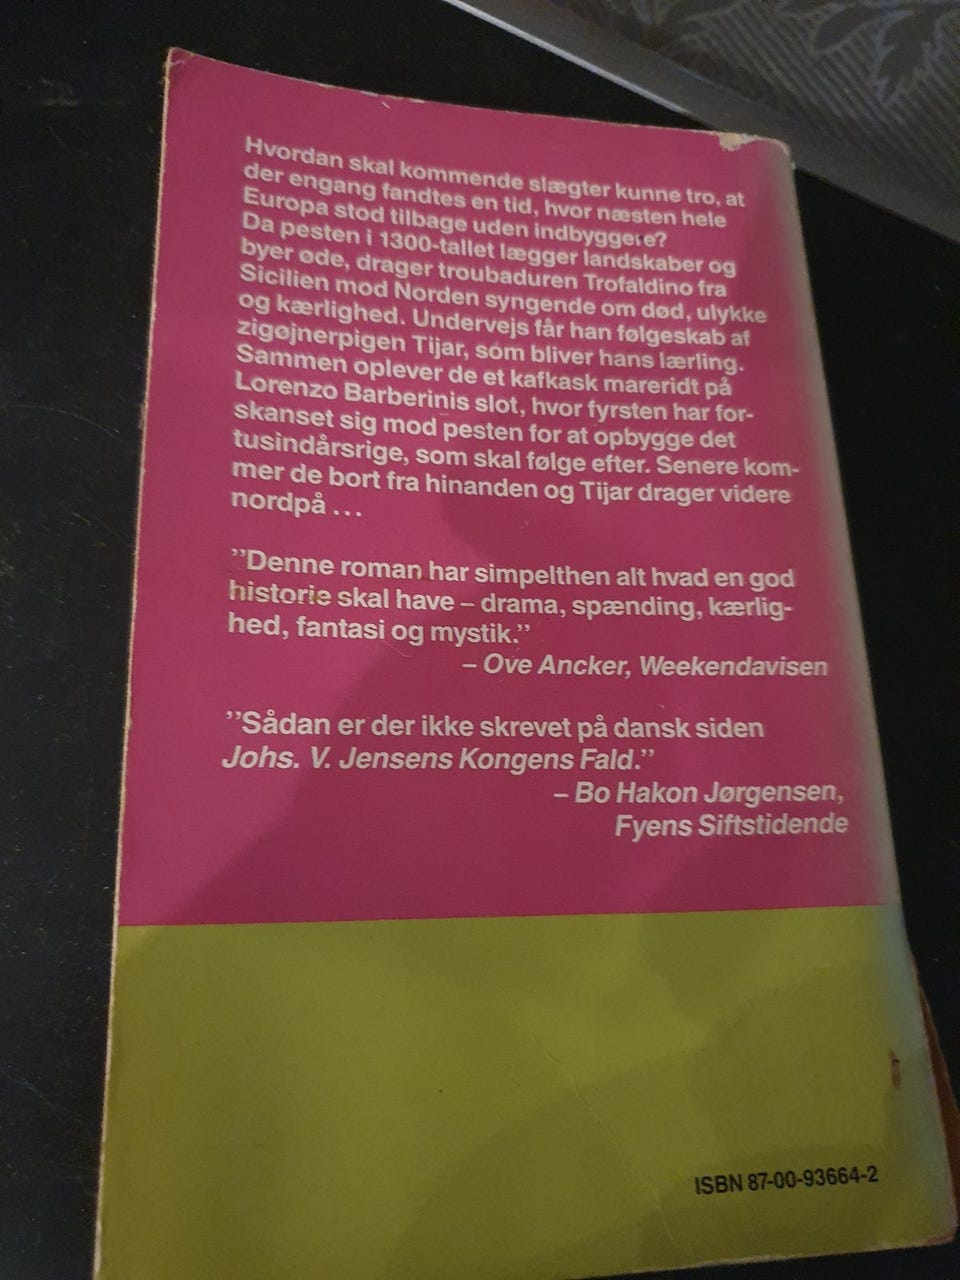 Hvordan skal kommende slægter kunne tro, at
der engang fandtes en tid, hvor næsten hele
Europa stod tilbage uden indbyggere?
Da pesten i 1300-tallet lægger landskaber og
byer øde, drager troubaduren Trofaldino fra
Sicilien mod Norden syngende om død, ulykke
og kærlighed. Undervejs får han følgeskab af
zigøjnerpigen Tijar, som bliver hans lærling.
Sammen oplever de et kafkask mareridt på
Lorenzo Barberinis slot, hvor fyrsten har for-
skanset sig mod pesten for at opbygge det
tusindårsrige, som skal følge efter. Senere kom-
mer de bort fra hinanden og Tijar drager videre
nordpå ...
”Denne roman har simpelthen alt hvad en god
historie skal have – drama, spænding, kærlig-
hed, fantasi og mystik.”
– Ove Ancker, Weekendavisen
”Sådan er der ikke skrevet på dansk siden
Johs. V. Jensens Kongens Fald.”
– Bo Hakon Jørgensen,
Fyens Siftstidende
ISBN 87-00-93664-2